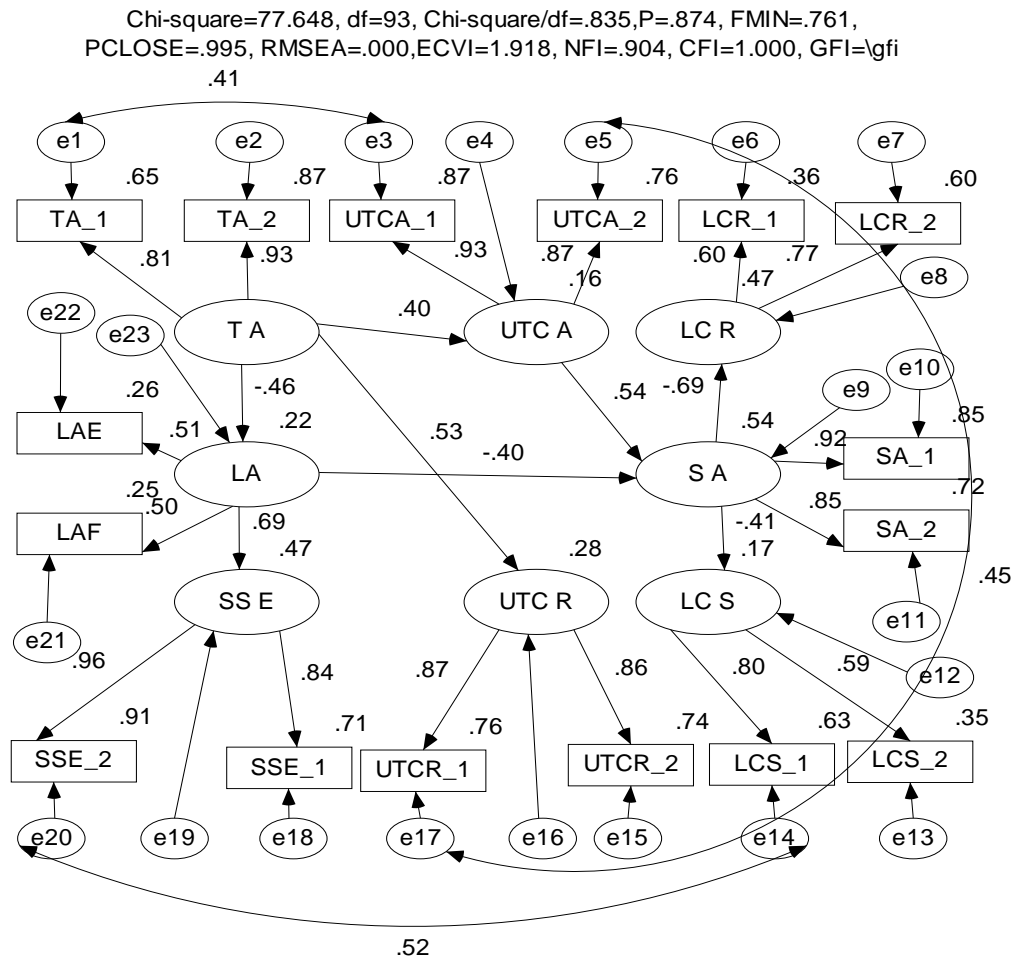 Chi-square=77.648, df=93, Chi-square/df=.835,P=.874, FMIN=.761,
PCLOSE=.995, RMSEA=.000,ECVI=1.918, NFI=.904, CFI=1.000, GFI=\gfi
.41
e1 e2 e3 e4 e5 e6 e7
.65 .87 .87 .76 .36 .60
TA_1 TA_2 UTCA_1 UTCA_2 LCR_1 LCR_2
.81 .93 .93 .87 .60 .77
.16 .47 e8
e22 e23 T A .40 UTC A LC R
e10
.26 -.46 .54 -.69 e9
LAE .51 .22 .53 .54 .92 .85
SA_1
LA -.40 S A
.25 .50 .85 .72
LAF .69 -.41 SA_2
.47 .28 .17 .45
SS E UTC R LC S
e21 e11
.96 .84 .87 .86 .80 .59 e12
.91 .71 .76 .74 .63 .35
SSE_2 SSE_1 UTCR_1 UTCR_2 LCS_1 LCS_2
e20 e19 e18 e17 e16 e15 e14 e13
.52